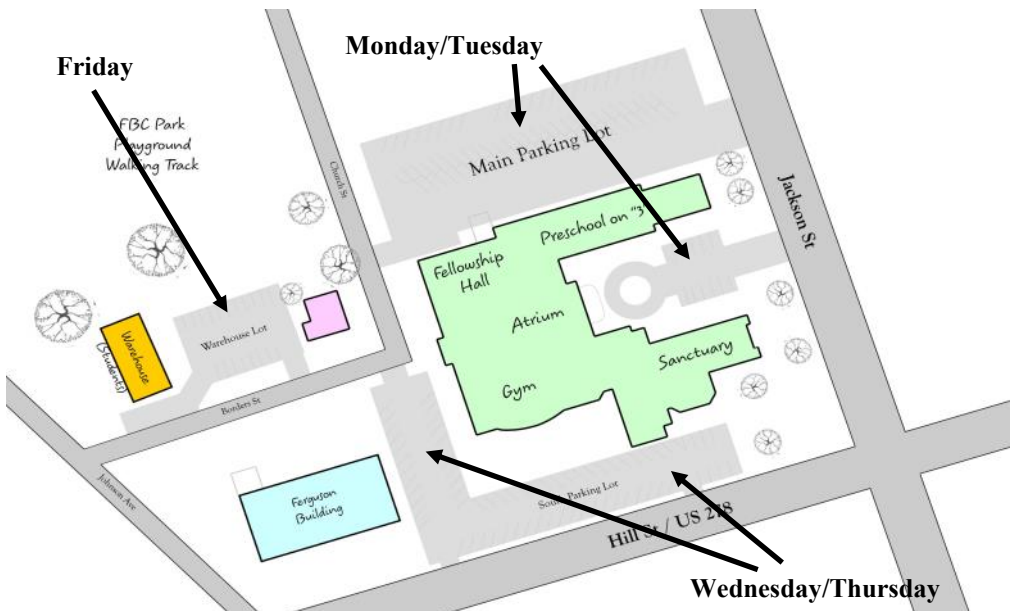 Monday/Tuesday
Friday
FBC Park
Playground
Walking Track
Church St
Main Parking Lot
Jackson St
Preschool on "3"
Fellowship
Hall
Atrium
Warehouse Lot
Warehouse
(Students)
Sanctuary
Gym
Borders St
Johnson Ave
Ferguson
Building
South Parking Lot
Hill St / US 278
Wednesday/Thursday